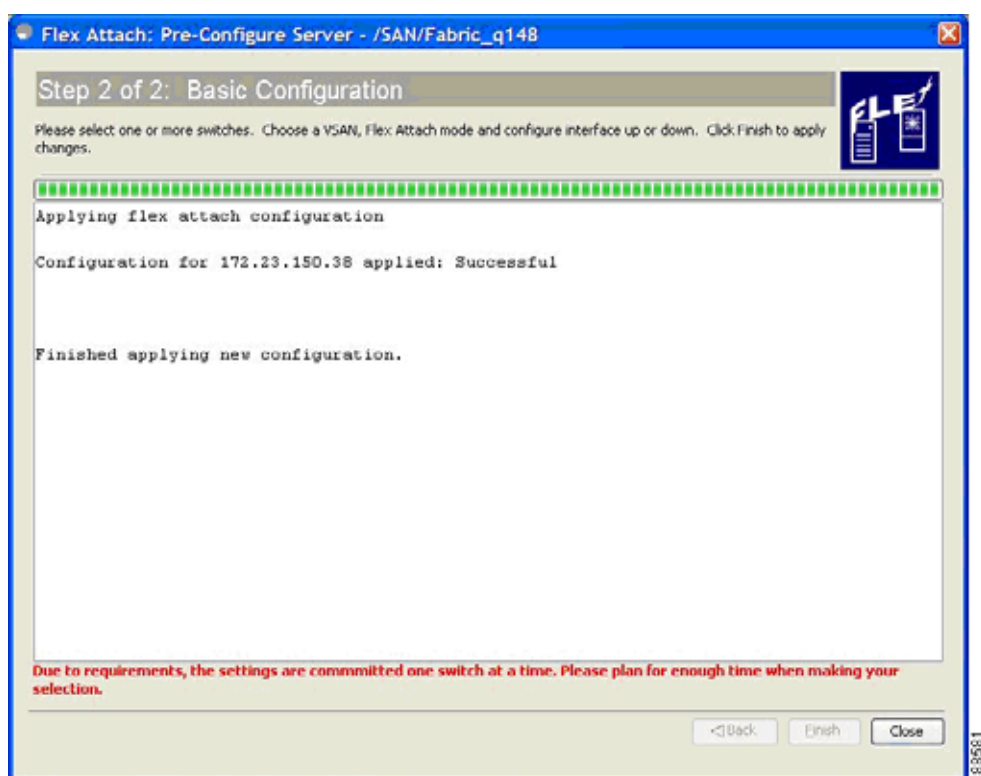 Flex Attach: Pre-Configure Server - /SAN/Fabric_q148
Step 2 of 2: Basic Configuration
FLEX
Please select one or more switches. Choose a VSAN, Flex Attach mode and configure interface up or down. Click Finish to apply
changes.
Applying flex attach configuration
Configuration for 172.23.150.38 applied: Successful
Finished applying new configuration.
Due to requirements, the settings are commmitted one switch at a time. Please plan for enough time when making your
selection.
Back
Finish
Close